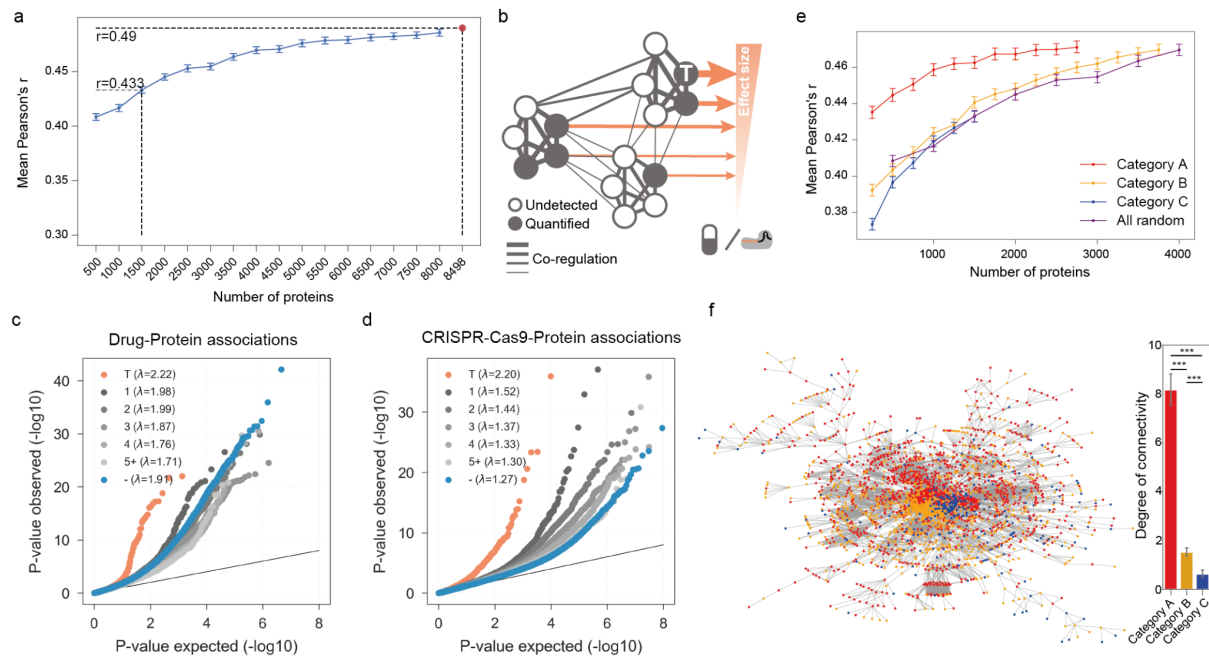 a
r=0.49
r=0.433
0.45
0.40
0.35
0.30
Mean Pearson's r
500
1000
1500
2000
2500
3000
3500
4000
4500
5000
5500
6000
6500
7000
7500
8000
8498
Number of proteins
b
T
Effect size
Undetected
Quantified
Co-regulation
e
0.46
0.44
0.42
0.40
0.38
Mean Pearson's r
Category A
Category B
Category C
All random
1000 2000 3000 4000
Number of proteins
c
Drug-Protein associations
T (λ=2.22)
1 (λ=1.98)
2 (λ=1.99)
3 (λ=1.87)
4 (λ=1.76)
5+ (λ=1.71)
- (λ=1.91)
40
30
20
10
0
P-value observed (-log10)
0 2 4 6 8
P-value expected (-log10)
d
CRISPR-Cas9-Protein associations
T (λ=2.20)
1 (λ=1.52)
2 (λ=1.44)
3 (λ=1.37)
4 (λ=1.33)
5+ (λ=1.30)
- (λ=1.27)
30
20
10
0
P-value observed (-log10)
0 2 4 6 8
P-value expected (-log10)
f
10
8
6
4
2
0
Degree of connectivity
***
***
***
Category A
Category B
Category C